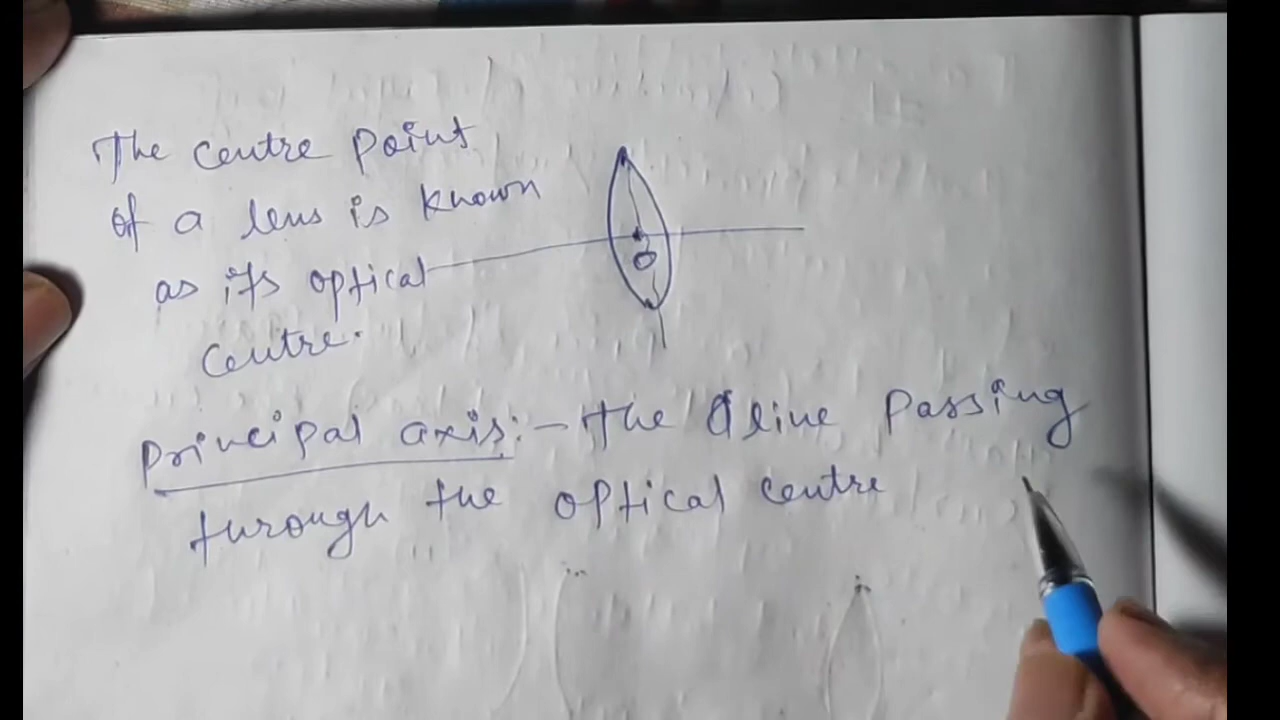 The centre point
of a lens is known
as its optical
centre.
O
Principal axis:- The line passing
through the optical centre